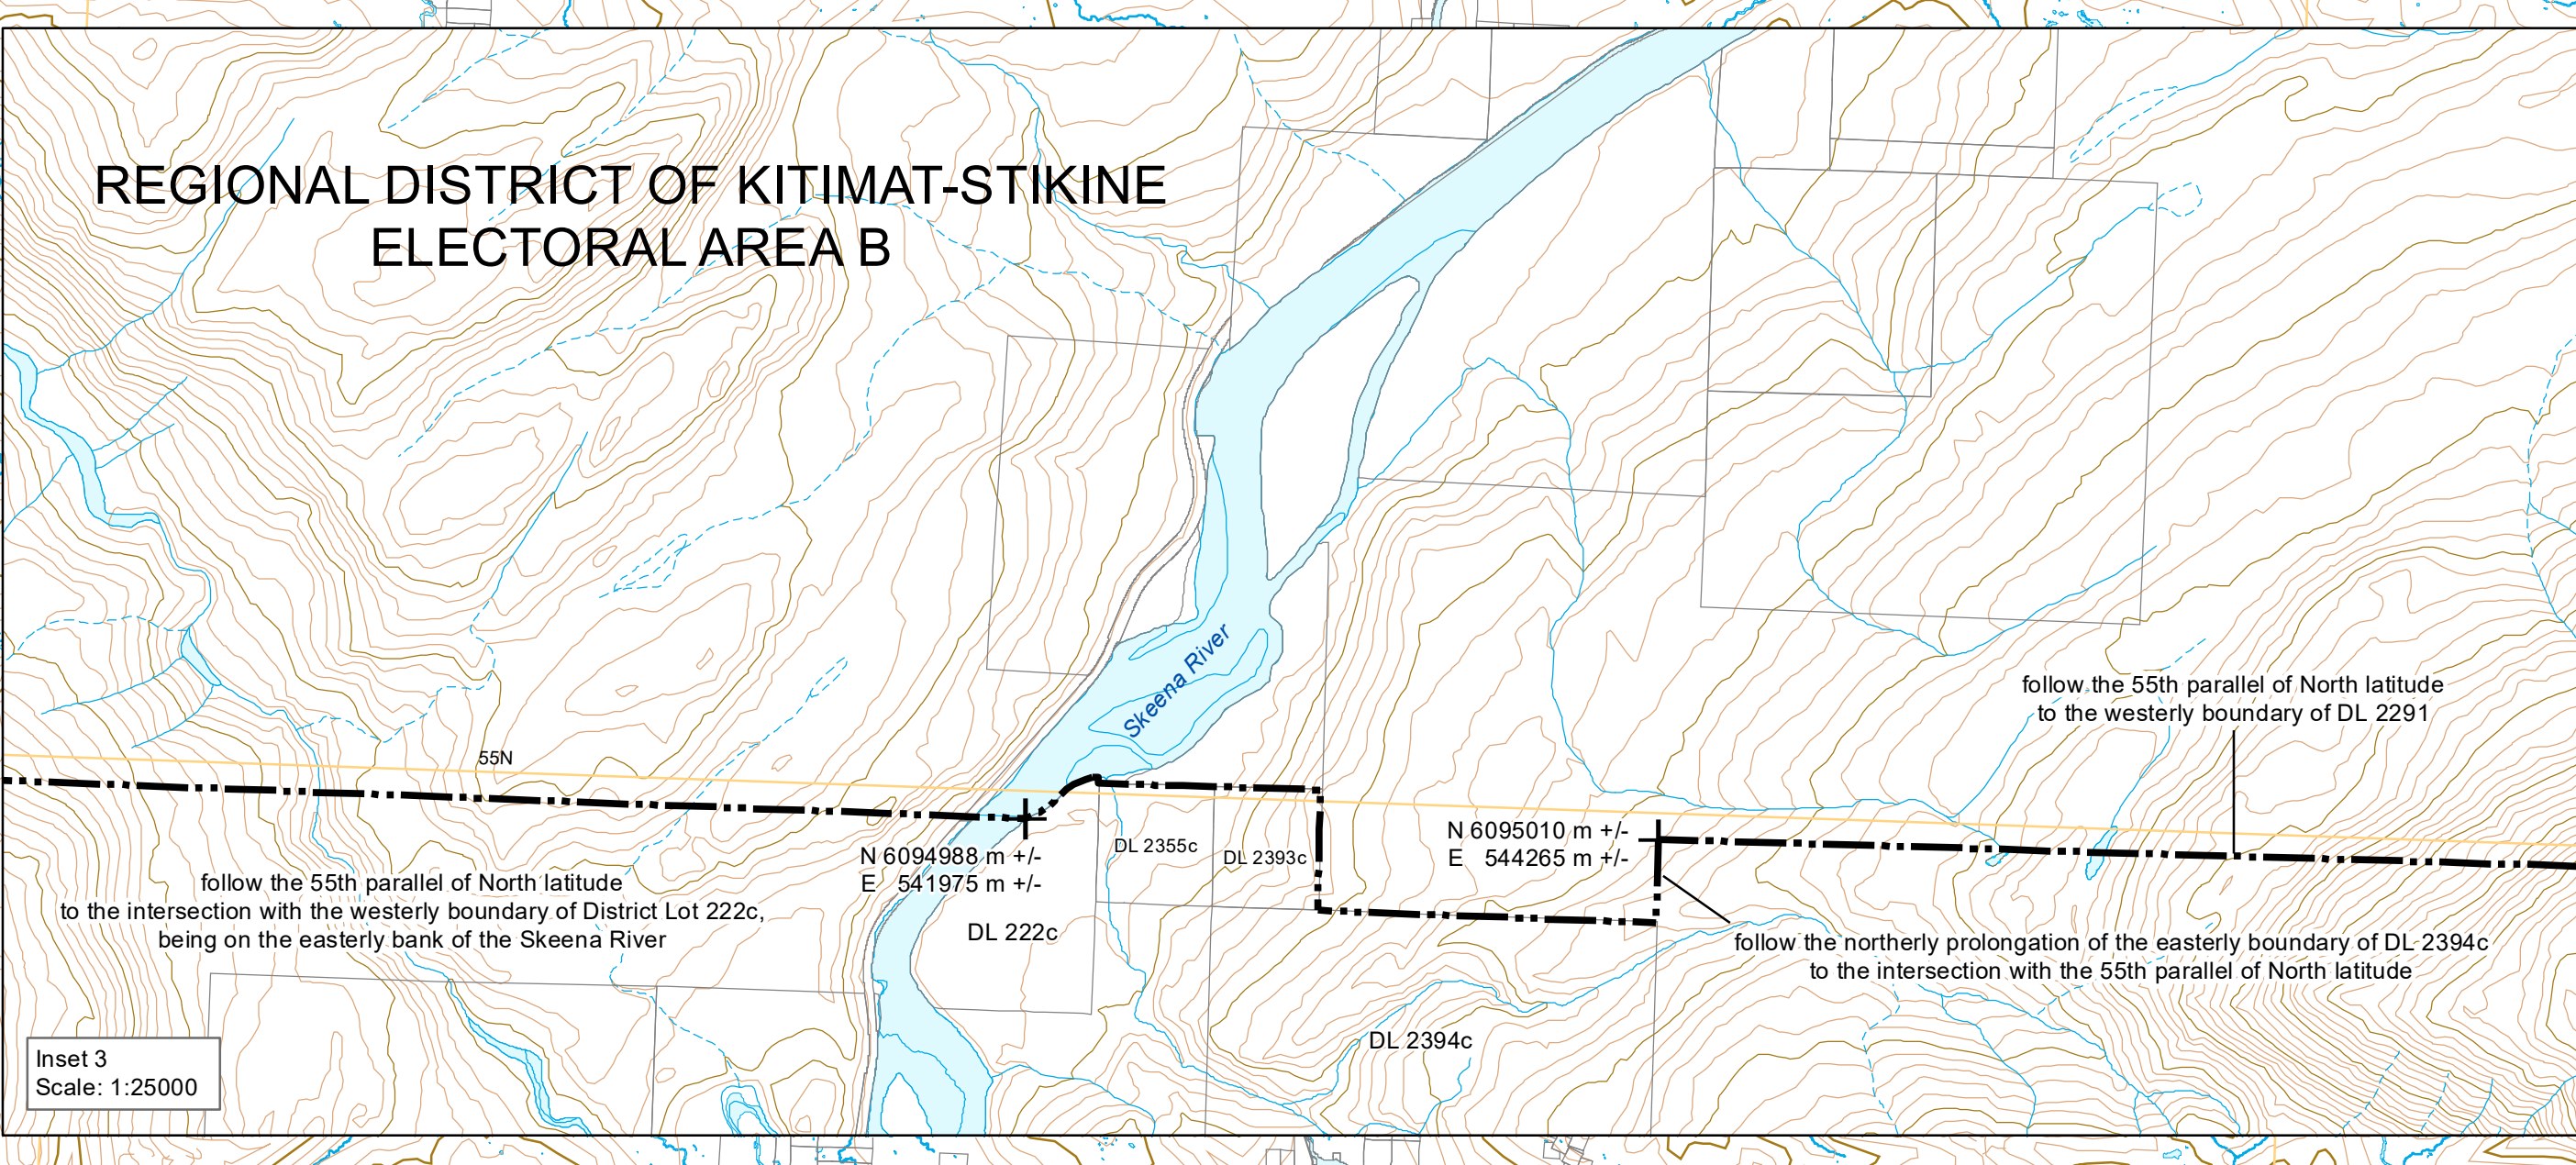 REGIONAL DISTRICT OF KITIMAT-STIKINE
ELECTORAL AREA B
Skeena River
follow the 55th parallel of North latitude
to the westerly boundary of DL 2291
55N
N 6095010 m +/-
E 544265 m +/-
DL 2355c
DL 2393c
N 6094988 m +/-
E 541975 m +/-
follow the 55th parallel of North latitude
to the intersection with the westerly boundary of District Lot 222c,
being on the easterly bank of the Skeena River
DL 222c
follow the northerly prolongation of the easterly boundary of DL 2394c
to the intersection with the 55th parallel of North latitude
DL 2394c
Inset 3
Scale: 1:25000